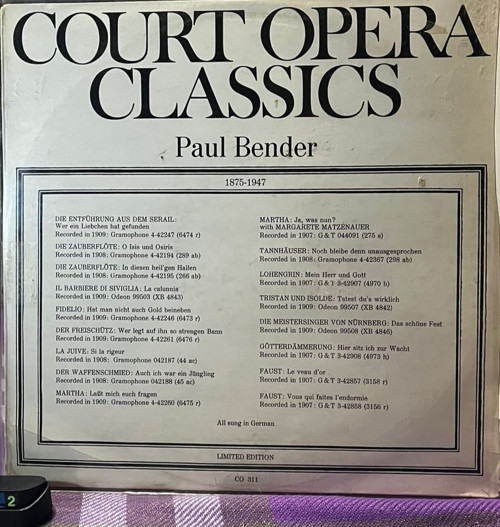 COURT OPERA
CLASSICS
Paul Bender
1875-1947
DIE ENTFÜHRUNG AUS DEM SERAIL:
Wer ein Liebchen hat gefunden
Recorded in 1909: Gramophone 4-42247 (6474 r)
DIE ZAUBERFLÖTE: O Isis und Osiris
Recorded in 1908: Gramophone 4-42194 (289 ab)
DIE ZAUBERFLÖTE: In diesen heil'gen Hallen
Recorded in 1908: Gramophone 4-42195 (266 ab)
IL BARBIERE DI SIVIGLIA: La calunnia
Recorded in 1909: Odeon 99503 (XB 4843)
FIDELIO: Hat man nicht auch Gold beineben
Recorded in 1909: Gramophone 4-42246 (6473 r)
DER FREISCHÜTZ: Wer legt auf ihn so strengen Bann
Recorded in 1909: Gramophone 4-42261 (6476 r)
LA JUIVE: Si la rigeur
Recorded in 1908: Gramophone 042187 (44 ac)
DER WAFFENSCHMIED: Auch ich war ein Jüngling
Recorded in 1908: Gramophone 042188 (45 ac)
MARTHA: Laßt mich euch fragen
Recorded in 1909: Gramophone 4-42260 (6475 r)
MARTHA: Ja, was nun?
with MARGARETE MATZENAUER
Recorded in 1907: G & T 044091 (275 s)
TANNHÄUSER: Noch bleibe denn unausgesprochen
Recorded in 1908: Gramophone 4-42367 (298 ab)
LOHENGRIN: Mein Herr und Gott
Recorded in 1907: G & T 3-42907 (4970 h)
TRISTAN UND ISOLDE: Tatest du's wirklich
Recorded in 1909: Odeon 99507 (XB 4842)
DIE MEISTERSINGER VON NÜRNBERG: Das schöne Fest
Recorded in 1909: Odeon 99508 (XB 4846)
GÖTTERDÄMMERUNG: Hier sitz ich zur Wacht
Recorded in 1907: G & T 3-42908 (4973 h)
FAUST: Le veau d'or
Recorded in 1907: G & T 3-42857 (3158 r)
FAUST: Vous qui faites l'endormie
Recorded in 1907: G & T 3-42858 (3156 r)
All sung in German
LIMITED EDITION
CO 311
2